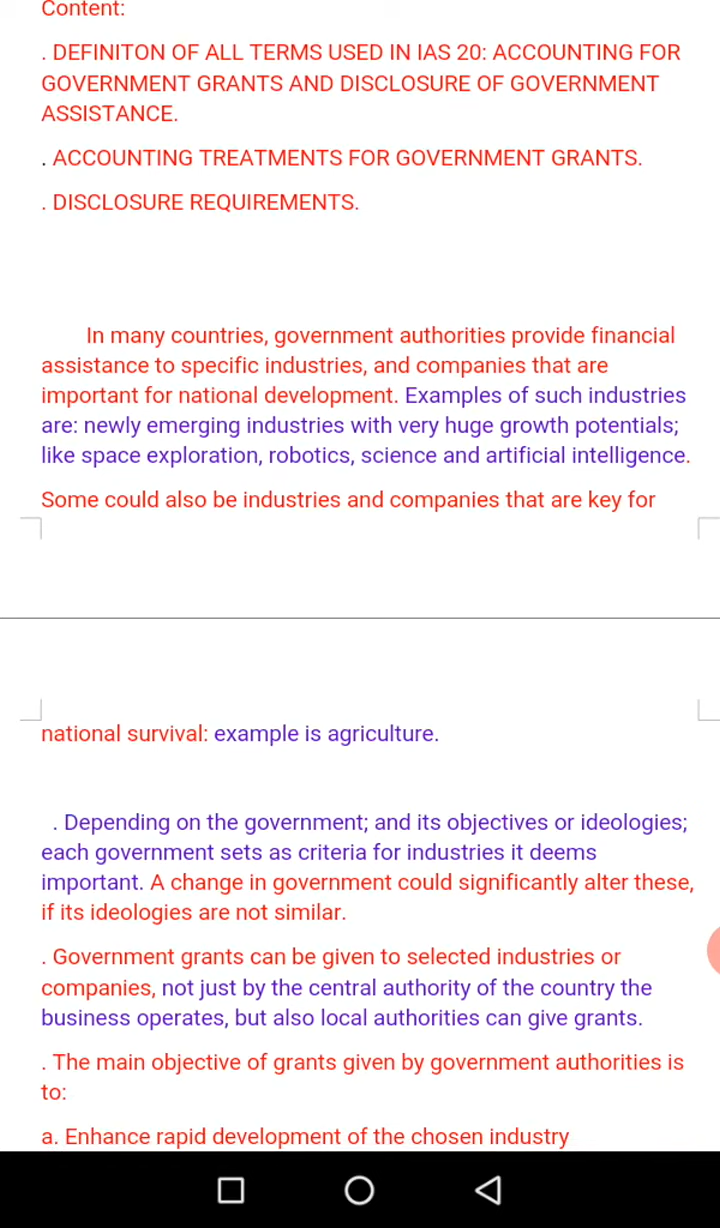 Content:
. DEFINITON OF ALL TERMS USED IN IAS 20: ACCOUNTING FOR
GOVERNMENT GRANTS AND DISCLOSURE OF GOVERNMENT
ASSISTANCE.
. ACCOUNTING TREATMENTS FOR GOVERNMENT GRANTS.
. DISCLOSURE REQUIREMENTS.
In many countries, government authorities provide financial
assistance to specific industries, and companies that are
important for national development. Examples of such industries
are: newly emerging industries with very huge growth potentials;
like space exploration, robotics, science and artificial intelligence.
Some could also be industries and companies that are key for
national survival: example is agriculture.
. Depending on the government; and its objectives or ideologies;
each government sets as criteria for industries it deems
important. A change in government could significantly alter these,
if its ideologies are not similar.
. Government grants can be given to selected industries or
companies, not just by the central authority of the country the
business operates, but also local authorities can give grants.
. The main objective of grants given by government authorities is
to:
a. Enhance rapid development of the chosen industry